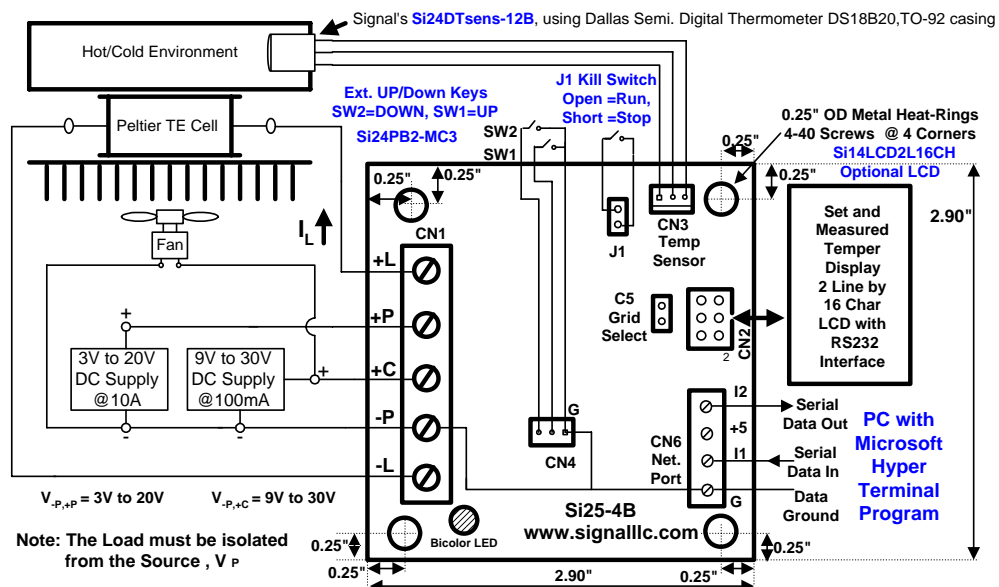 Signal's Si24DTsens-12B, using Dallas Semi. Digital Thermometer DS18B20,TO-92 casing
Hot/Cold Environment
Peltier TE Cell
Ext. UP/Down Keys
SW2=DOWN, SW1=UP
Si24PB2-MC3
J1 Kill Switch
Open =Run,
Short =Stop
0.25" OD Metal Heat-Rings
4-40 Screws @ 4 Corners
Si14LCD2L16CH
Optional LCD
SW2
SW1
0.25"
0.25"
0.25"
0.25"
2.90"
Fan
IL
CN1
J1
CN3
Temp
Sensor
Set and
Measured
Temper
Display
2 Line by
16 Char
LCD with
RS232
Interface
+L
+P
+C
-P
-L
C5
Grid
Select
CN2
2
+
3V to 20V
DC Supply
@10A
-
9V to 30V
DC Supply
@100mA
+
-
G
CN4
CN6
Net.
Port
I2
+5
I1
G
Serial
Data Out
Serial
Data In
Data
Ground
PC with
Microsoft
Hyper
Terminal
Program
V-P,+P = 3V to 20V
V-P,+C = 9V to 30V
Si25-4B
www.signalllc.com
Bicolor LED
Note: The Load must be isolated
from the Source , V P
0.25"
0.25"
0.25"
0.25"
2.90"